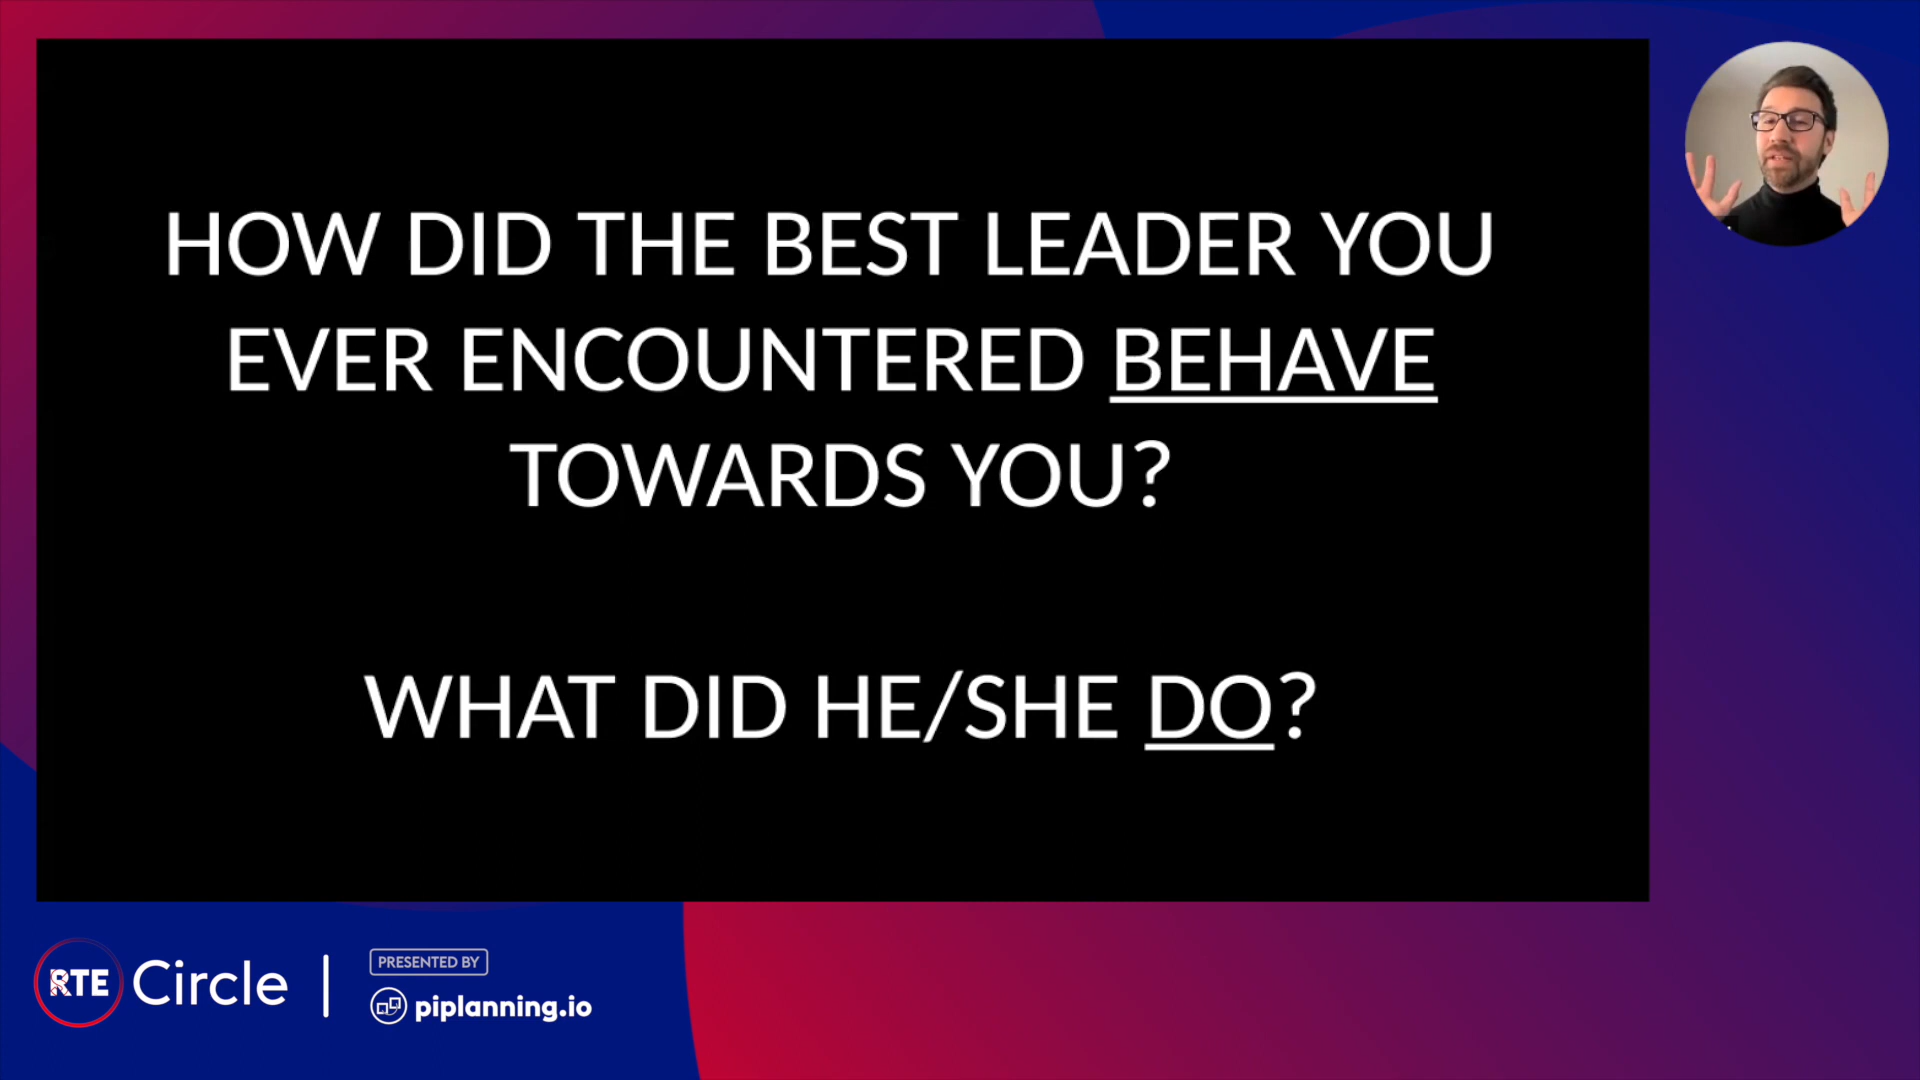 HOW DID THE BEST LEADER YOU
EVER ENCOUNTERED BEHAVE
TOWARDS YOU?
WHAT DID HE/SHE DO?
RTE Circle
PRESENTED BY
piplanning.io